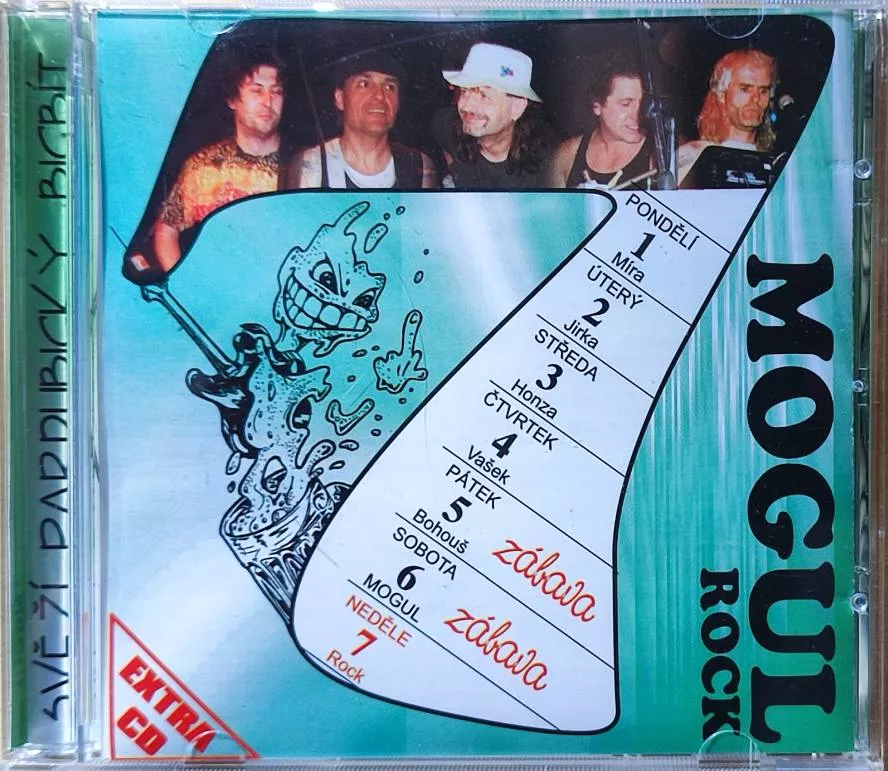 SVĚŽÍ PARDUBICKÝ BIGBÍT
MOGUL
ROCK
PONDĚLÍ
1
Míra
ÚTERÝ
2
Jirka
STŘEDA
3
Honza
ČTVRTEK
4
Vašek
PÁTEK
5
Bohouš
zábava
SOBOTA
6
MOGUL
zábava
NEDĚLE
7
Rock
EXTRA
CD